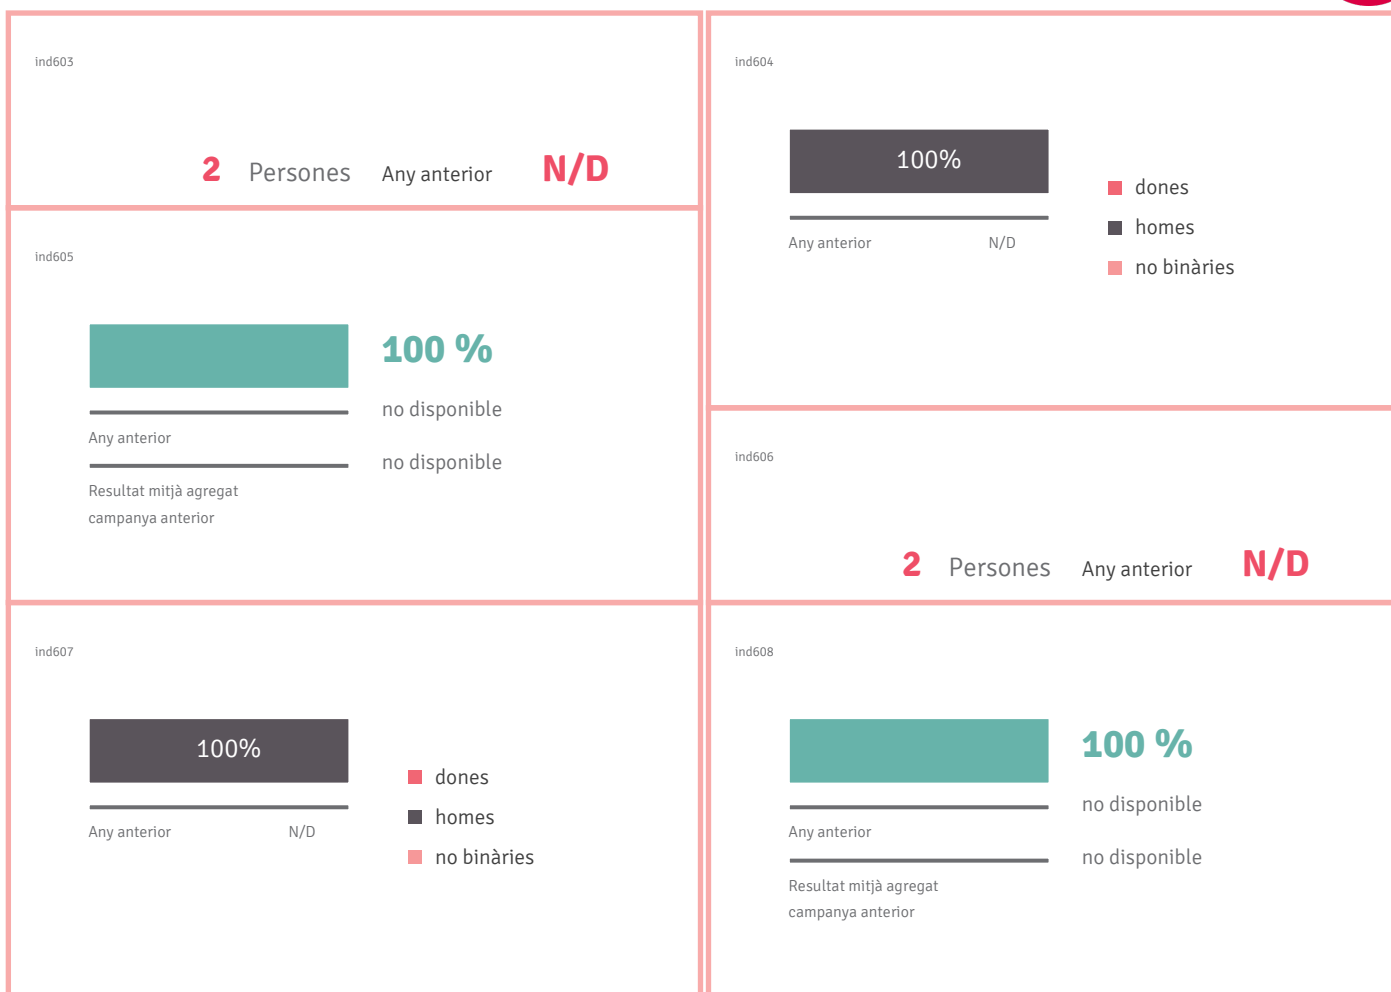 ind603
2 Persones Any anterior N/D
ind604
100%
dones
homes
no binàries
Any anterior N/D
ind605
100 %
no disponible
Any anterior
no disponible
Resultat mitjà agregat
campanya anterior
ind606
2 Persones Any anterior N/D
ind607
100%
dones
homes
no binàries
Any anterior N/D
ind608
100 %
no disponible
Any anterior
no disponible
Resultat mitjà agregat
campanya anterior